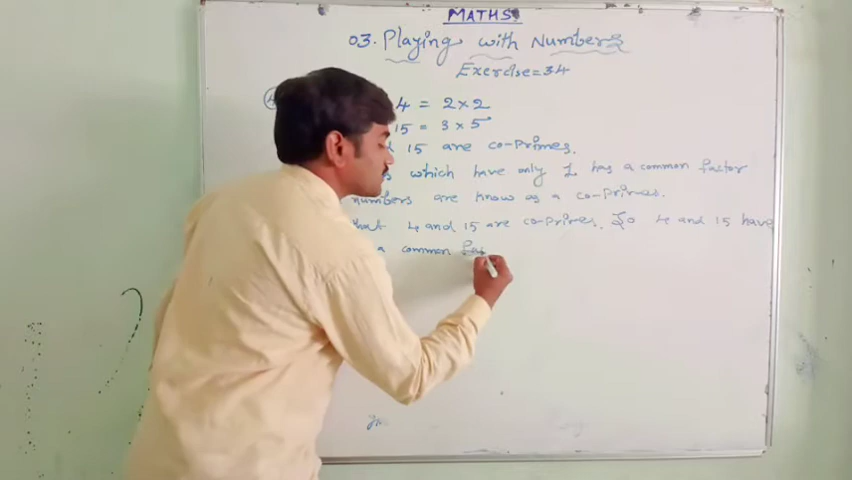 MATHS
03. Playing with Numbers
Exercise=34
4 = 2×2
15 = 3×5
15 are co-primes.
which have only 1 has a common factor
numbers are know as a co-primes.
that 4 and 15 are co-primes. So 4 and 15 have
a common